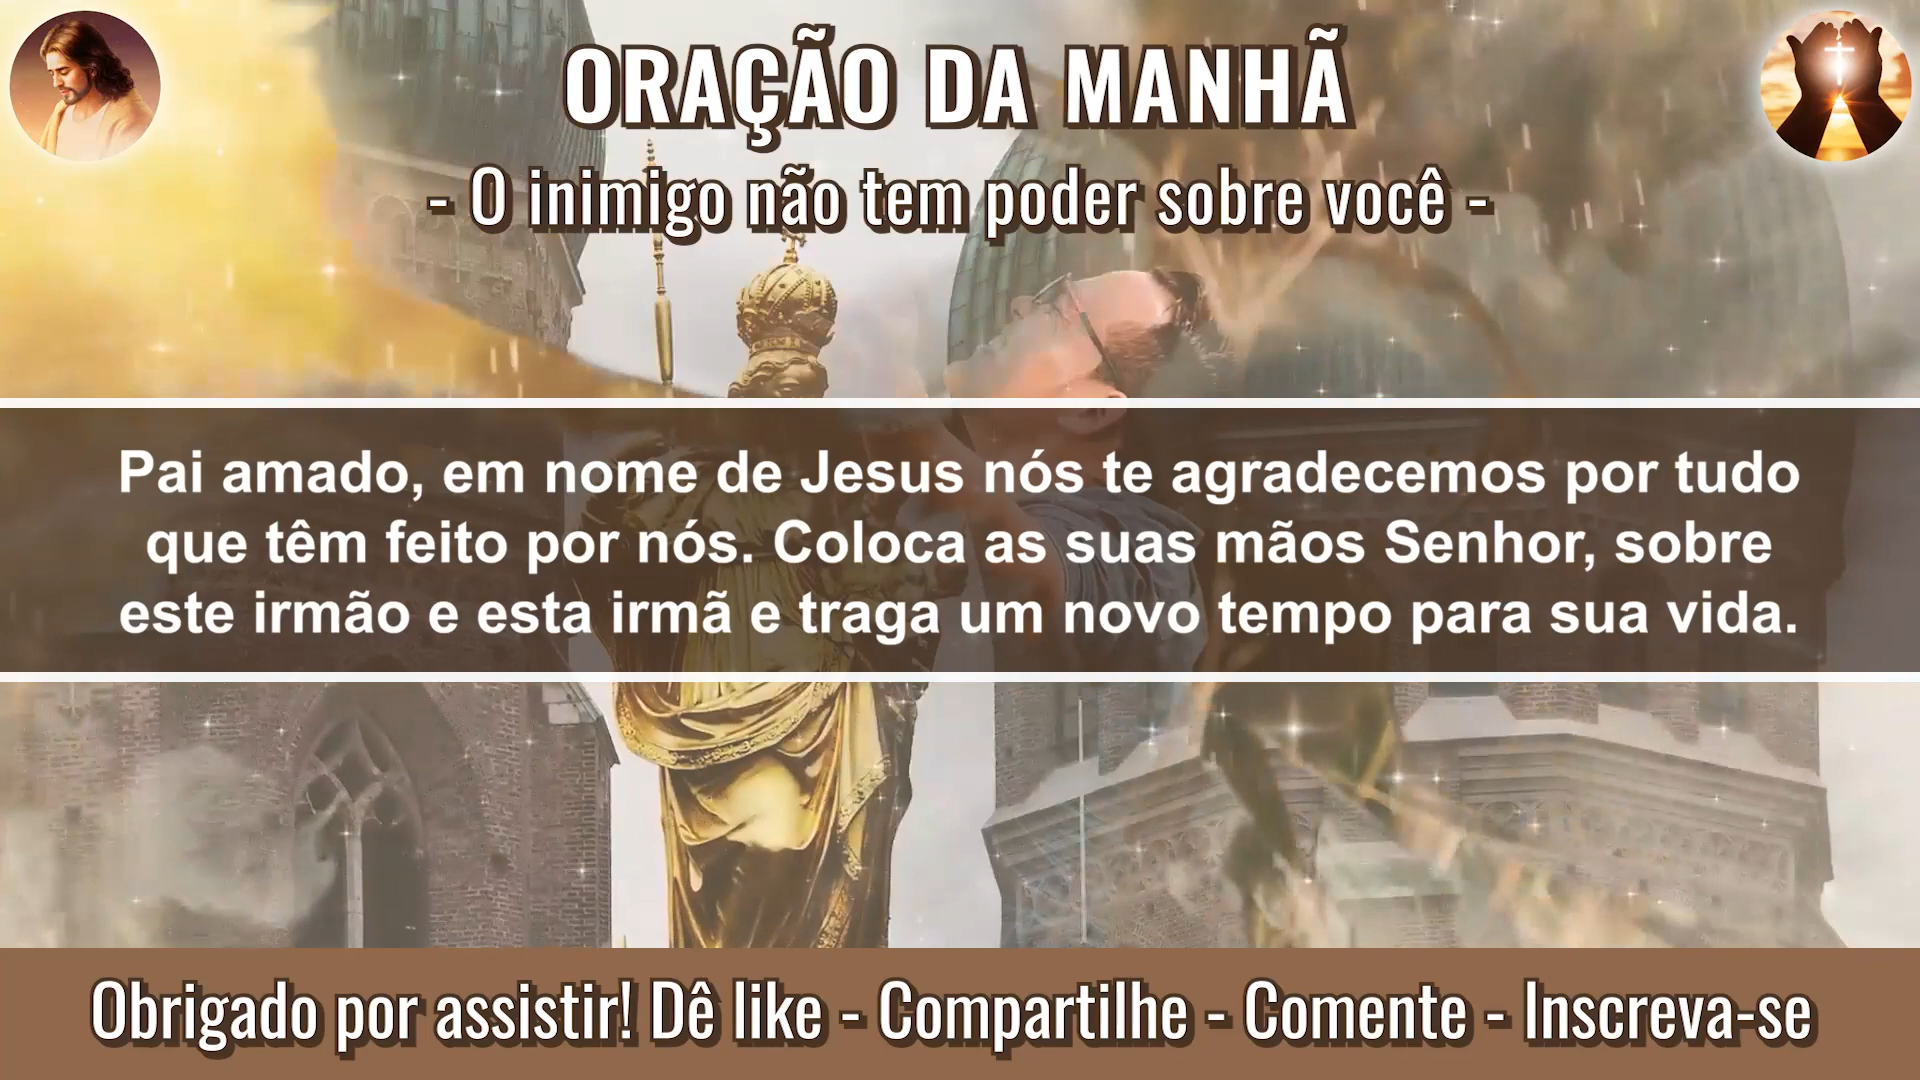 ORAÇÃO DA MANHÃ
- O inimigo não tem poder sobre você -
Pai amado, em nome de Jesus nós te agradecemos por tudo
que têm feito por nós. Coloca as suas mãos Senhor, sobre
este irmão e esta irmã e traga um novo tempo para sua vida.
Obrigado por assistir! Dê like - Compartilhe - Comente - Inscreva-se